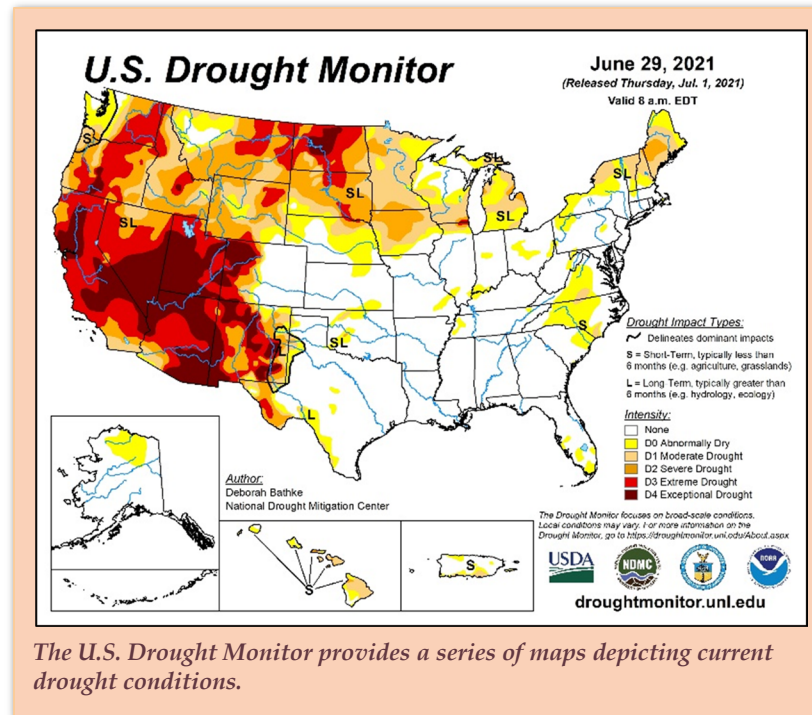 U.S. Drought Monitor
June 29, 2021
(Released Thursday, Jul. 1, 2021)
Valid 8 a.m. EDT
S
SL
SL
SL
SL
SL
S
SL
L
L
Drought Impact Types:
Delineates dominant impacts
S = Short-Term, typically less than
6 months (e.g. agriculture, grasslands)
L = Long-Term, typically greater than
6 months (e.g. hydrology, ecology)
Intensity:
None
D0 Abnormally Dry
D1 Moderate Drought
D2 Severe Drought
D3 Extreme Drought
D4 Exceptional Drought
Author:
Deborah Bathke
National Drought Mitigation Center
S
S
The Drought Monitor focuses on broad-scale conditions.
Local conditions may vary. For more information on the
Drought Monitor, go to https://droughtmonitor.unl.edu/About.aspx
USDA
NDMC
NOAA
droughtmonitor.unl.edu
The U.S. Drought Monitor provides a series of maps depicting current
drought conditions.